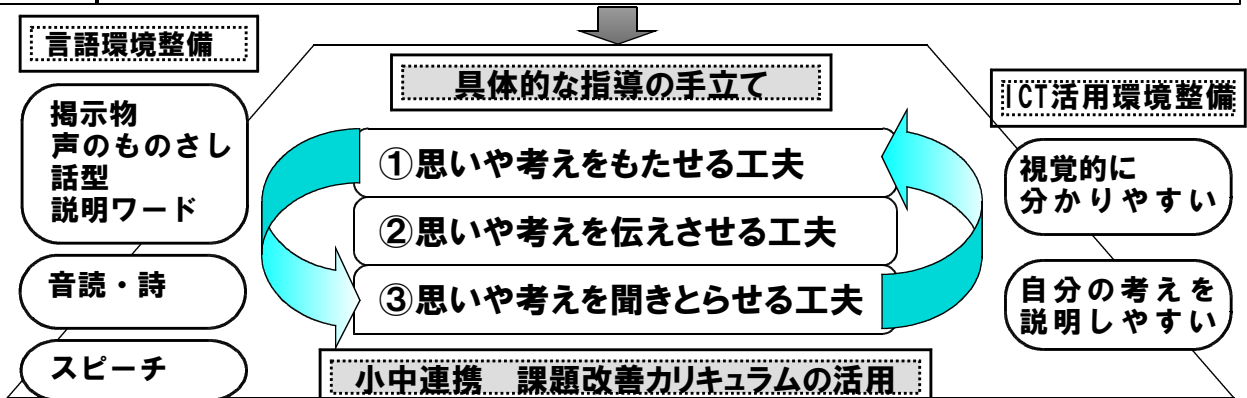 言語環境整備
掲示物
声のものさし
話型
説明ワード
音読・詩
スピーチ
具体的な指導の手立て
①思いや考えをもたせる工夫
②思いや考えを伝えさせる工夫
③思いや考えを聞きとらせる工夫
小中連携　課題改善カリキュラムの活用
ICT活用環境整備
視覚的に
分かりやすい
自分の考えを
説明しやすい